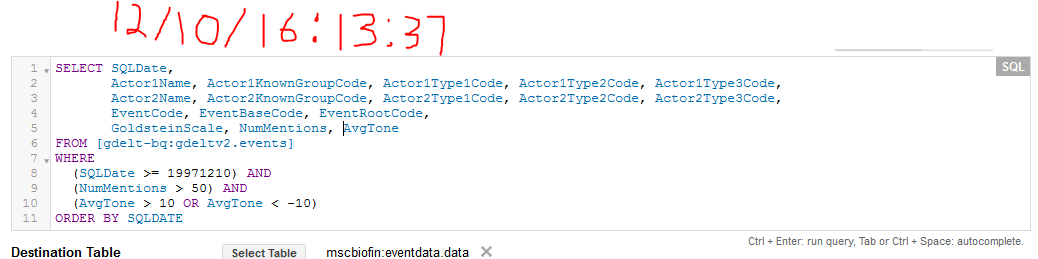 12/10/16:13:37
SQL
1 SELECT SQLDate,
2 Actor1Name, Actor1KnownGroupCode, Actor1Type1Code, Actor1Type2Code, Actor1Type3Code,
3 Actor2Name, Actor2KnownGroupCode, Actor2Type1Code, Actor2Type2Code, Actor2Type3Code,
4 EventCode, EventBaseCode, EventRootCode,
5 GoldsteinScale, NumMentions, AvgTone
6 FROM [gdelt-bq:gdeltv2.events]
7 WHERE
8 (SQLDate >= 19971210) AND
9 (NumMentions > 50) AND
10 (AvgTone > 10 OR AvgTone < -10)
11 ORDER BY SQLDATE
Ctrl + Enter: run query, Tab or Ctrl + Space: autocomplete.
Destination Table Select Table mscbiofin:eventdata.data